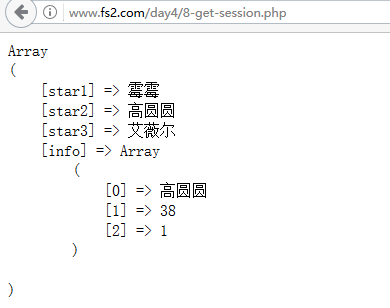 www.fs2.com/day4/8-get-session.php
Array
(
[star1] => 霉霉
[star2] => 高圆圆
[star3] => 艾薇尔
[info] => Array
(
[0] => 高圆圆
[1] => 38
[2] => 1
)
)